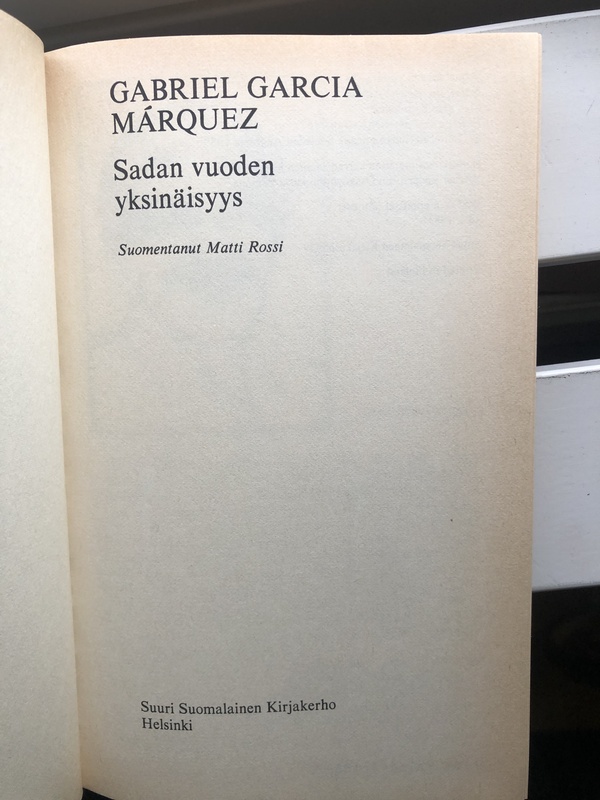 GABRIEL GARCIA
MÁRQUEZ
Sadan vuoden
yksinäisyys
Suomentanut Matti Rossi
Suuri Suomalainen Kirjakerho
Helsinki